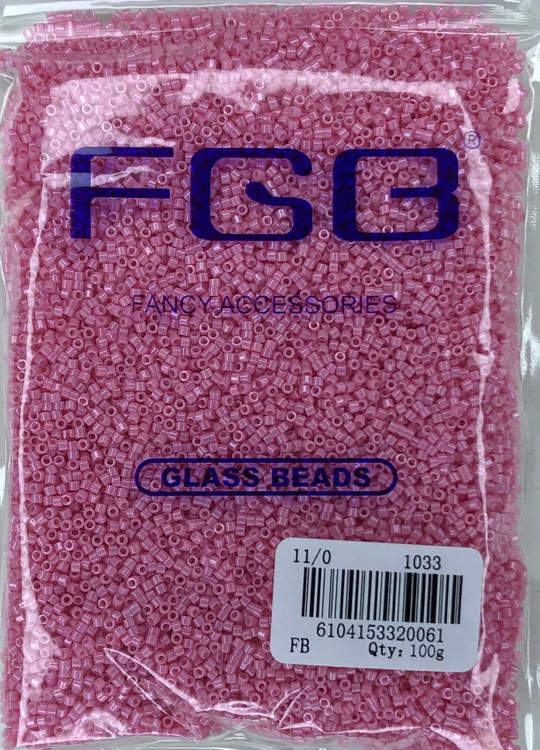 FGB®
FANCY ACCESSORIES
GLASS BEADS
11/0 1033
6104153320061
FB Qty: 100g